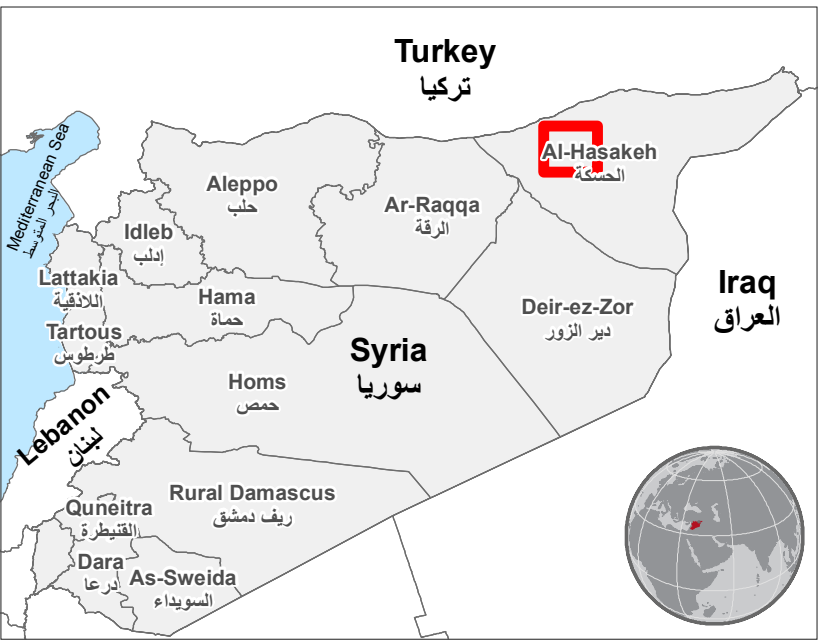 Turkey
تركيا
Mediterranean Sea
البحر المتوسط
Al-Hasakeh
الحسكة
Aleppo
حلب
Ar-Raqqa
الرقة
Idleb
إدلب
Lattakia
اللاذقية
Hama
حماة
Deir-ez-Zor
دير الزور
Iraq
العراق
Tartous
طرطوس
Syria
سوريا
Homs
حمص
Lebanon
لبنان
Rural Damascus
ريف دمشق
Quneitra
القنيطرة
Dara
درعا
As-Sweida
السويداء